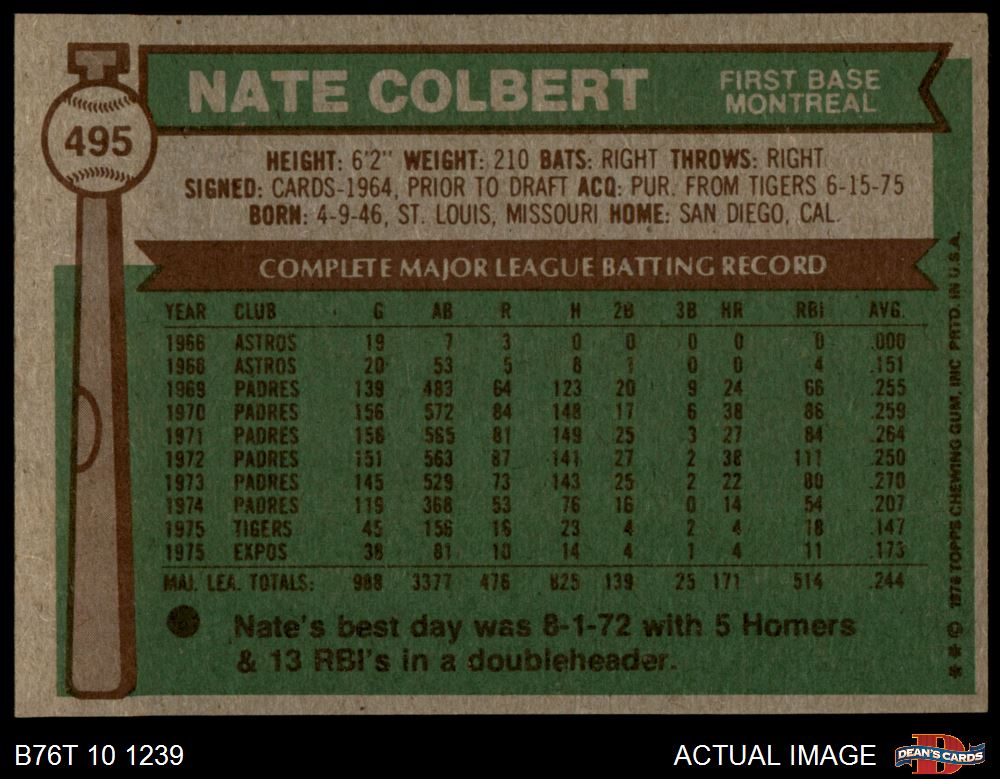 NATE COLBERT
FIRST BASE
MONTREAL
495
HEIGHT: 6'2" WEIGHT: 210 BATS: RIGHT THROWS: RIGHT
SIGNED: CARDS-1964, PRIOR TO DRAFT ACQ: PUR. FROM TIGERS 6-15-75
BORN: 4-9-46, ST. LOUIS, MISSOURI HOME: SAN DIEGO, CAL.
COMPLETE MAJOR LEAGUE BATTING RECORD
YEAR CLUB G AB R H 2B 3B HR RBI AVG.
1966 ASTROS 19 7 3 0 0 0 0 0 .000
1968 ASTROS 20 53 5 8 1 0 0 4 .151
1969 PADRES 139 483 64 123 20 9 24 66 .255
1970 PADRES 156 572 84 148 17 6 38 86 .259
1971 PADRES 156 565 81 149 25 3 27 84 .264
1972 PADRES 151 563 87 141 27 2 38 111 .250
1973 PADRES 145 529 73 143 25 2 22 80 .270
1974 PADRES 119 368 53 76 16 0 14 54 .207
1975 TIGERS 45 156 16 23 4 2 4 18 .147
1975 EXPOS 38 81 10 14 4 1 4 11 .173
MAJ. LEA. TOTALS: 988 3377 476 825 139 25 171 514 .244
Nate's best day was 8-1-72 with 5 Homers
& 13 RBI's in a doubleheader.
** © 1976 TOPPS CHEWING GUM, INC PRTD. IN U.S.A.
B76T 10 1239
ACTUAL IMAGE
D
DEAN'S CARDS